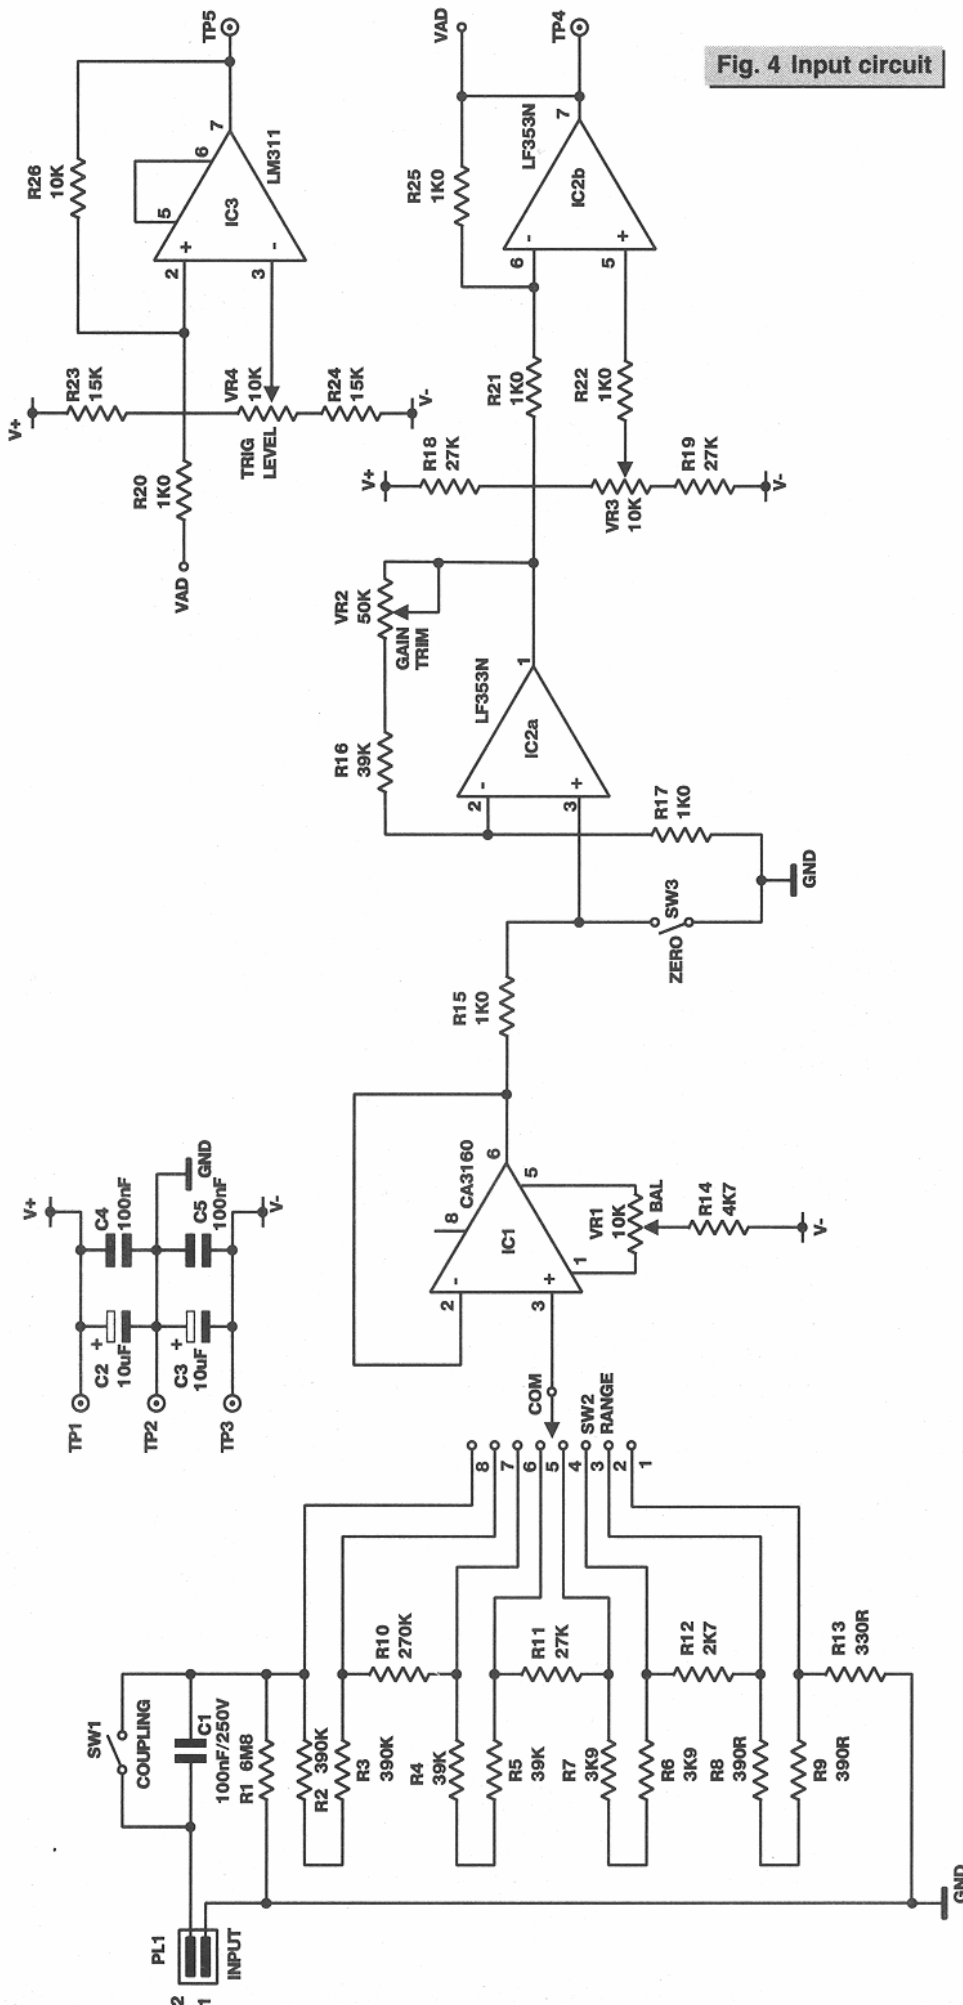 Fig. 4 Input circuit
PL1
2
1
INPUT
SW1
COUPLING
C1
100nF/250V
R1 6M8
R2 390K
R3
390K
R10
270K
R4
39K
R5
39K
R11
27K
R7
3K9
R6
3K9
R12
2K7
R8
390R
R9
390R
R13
330R
GND
8
7
6
5
4
3
2
1
COM
SW2
RANGE
TP1
TP2
TP3
C2
10uF
+
C3
10uF
+
C4
100nF
C5
100nF
V+
GND
V-
2
-
3
+
IC1
CA3160
8
6
5
1
VR1
10K
BAL
R14
4K7
V-
R15
1K0
ZERO
SW3
GND
R17
1K0
2
-
3
+
IC2a
LF353N
1
R16
39K
VR2
50K
GAIN
TRIM
V+
R18
27K
VR3
10K
R19
27K
V-
R21
1K0
R22
1K0
6
-
5
+
IC2b
LF353N
7
R25
1K0
VAD
TP4
VAD
R20
1K0
V+
R23
15K
VR4
10K
TRIG
LEVEL
R24
15K
V-
2
+
3
-
IC3
LM311
5
6
7
R26
10K
TP5